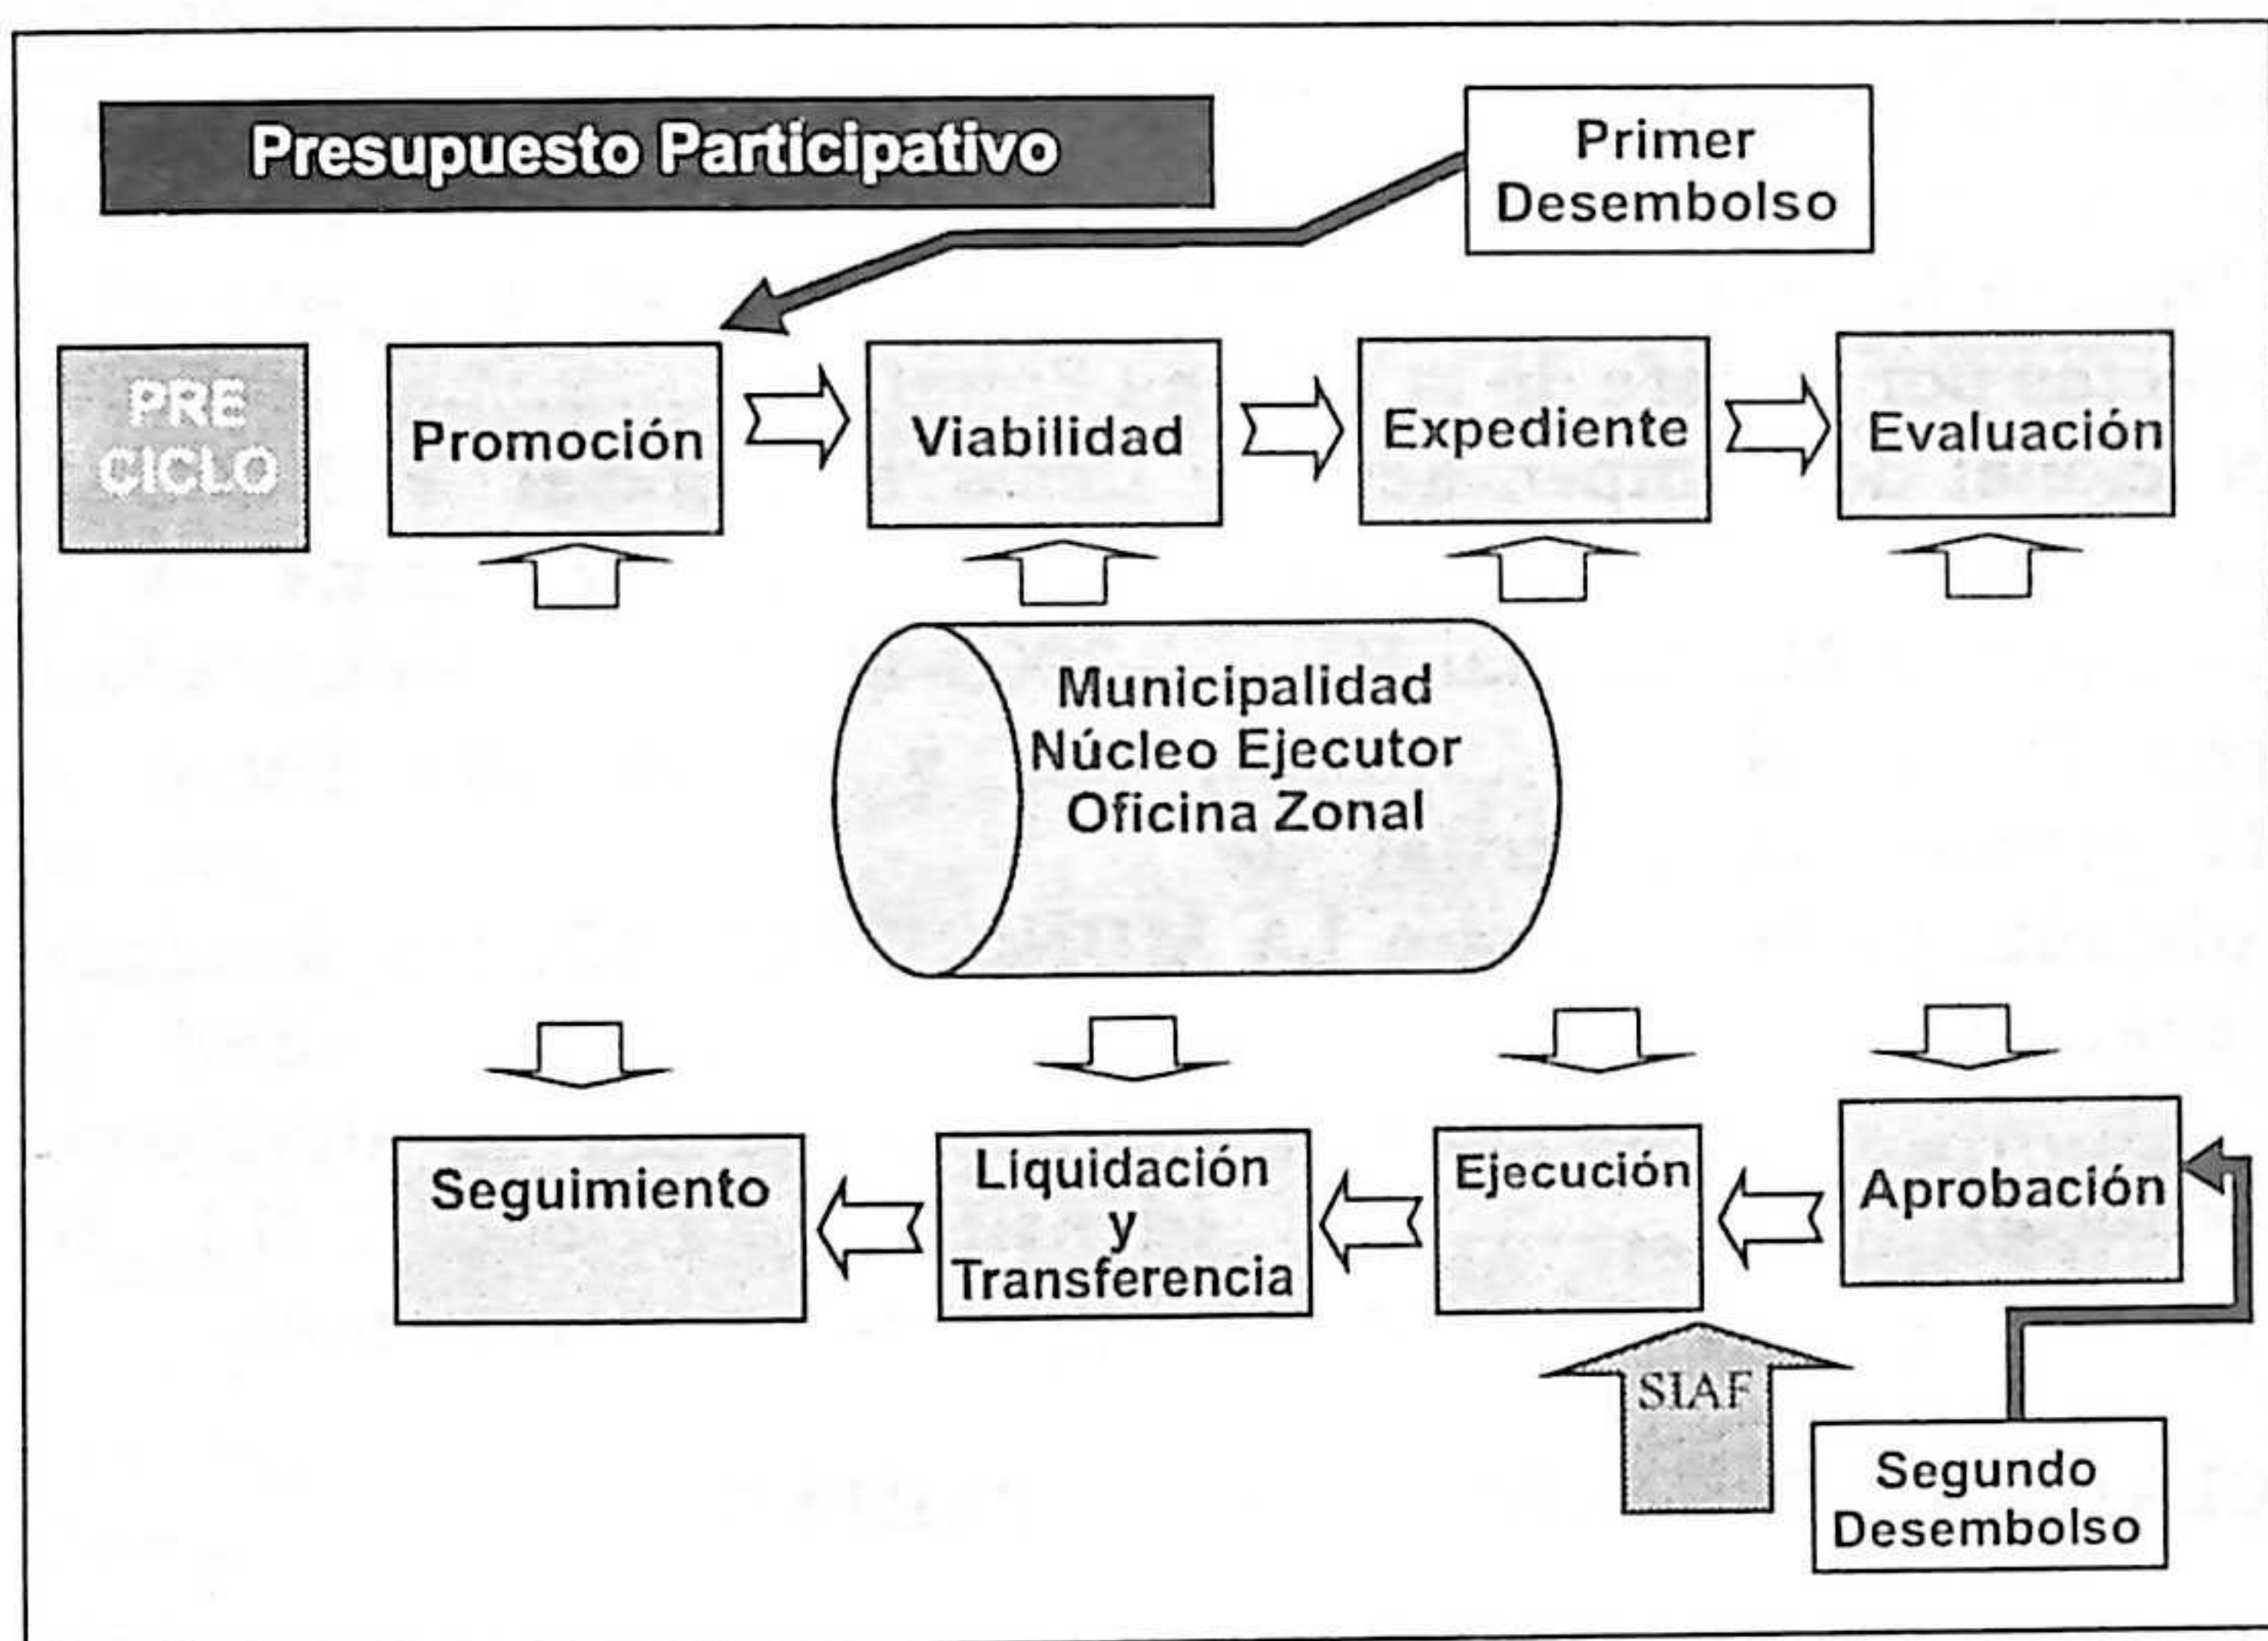 Presupuesto Participativo
Primer
Desembolso
PRE
CICLO
Promoción
Viabilidad
Expediente
Evaluación
Municipalidad
Núcleo Ejecutor
Oficina Zonal
Seguimiento
Liquidación
y
Transferencia
Ejecución
Aprobación
SIAF
Segundo
Desembolso